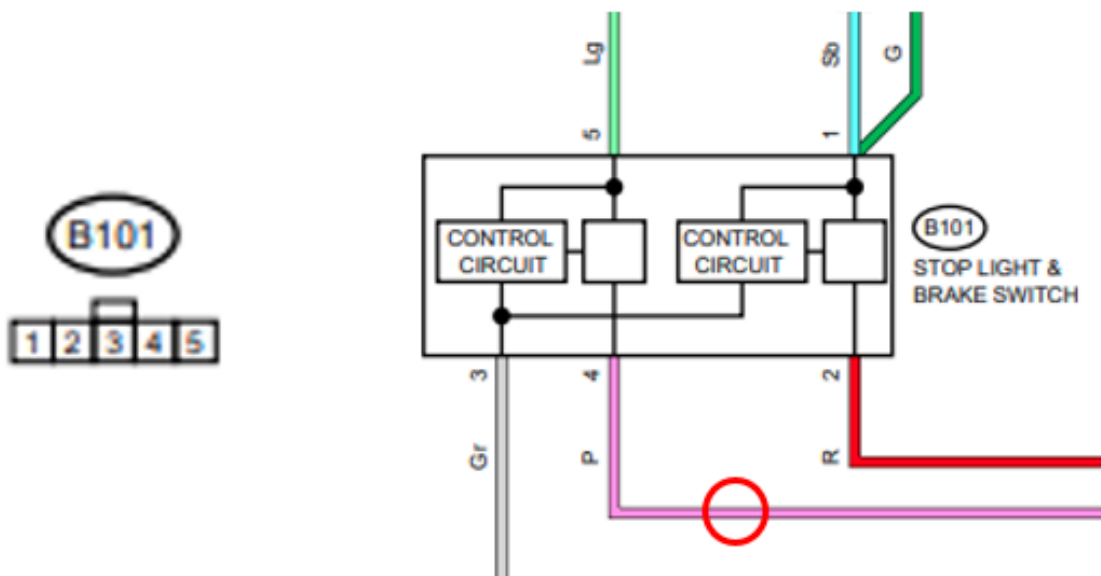 B101
1 2 3 4 5
Lg
5
Sb
1
G
CONTROL
CIRCUIT
CONTROL
CIRCUIT
B101
STOP LIGHT &
BRAKE SWITCH
3
Gr
4
P
2
R